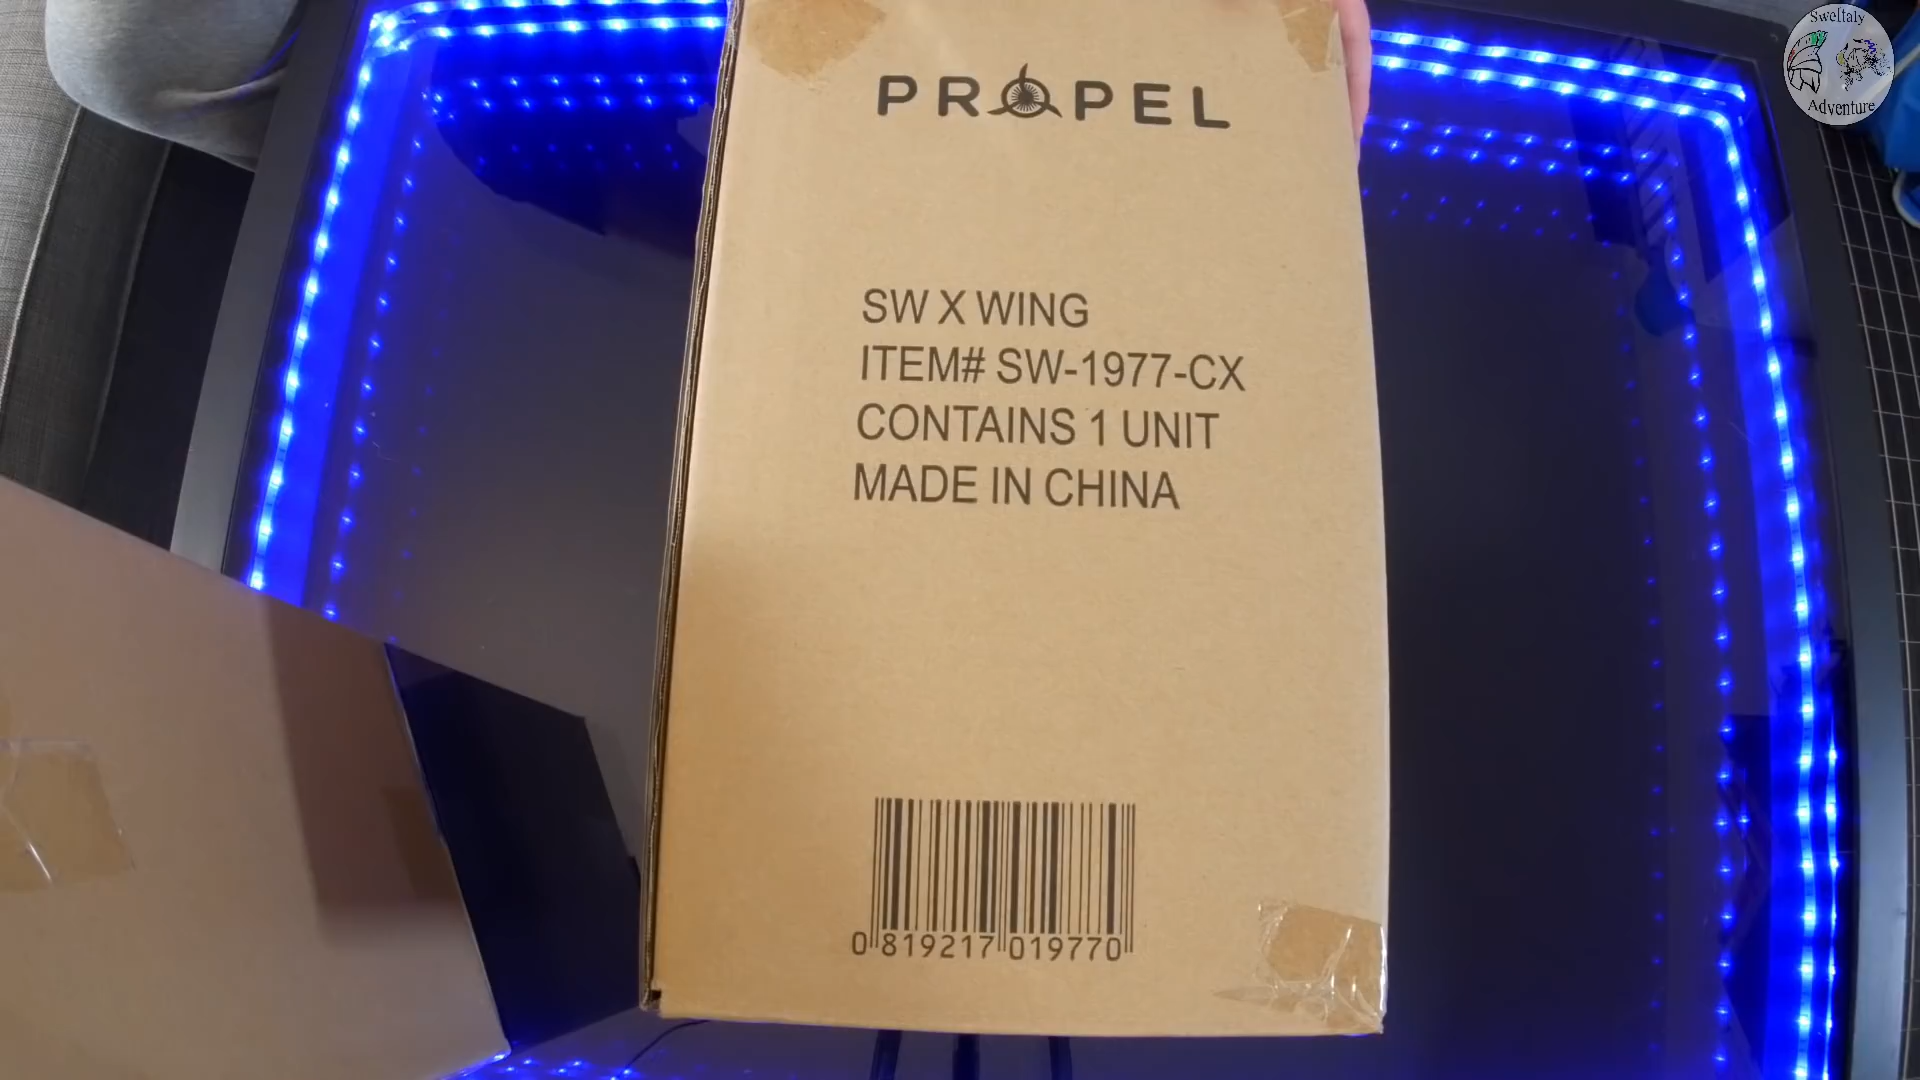 Sweltaly
Adventure
PROPEL
SW X WING
ITEM# SW-1977-CX
CONTAINS 1 UNIT
MADE IN CHINA
0 819217 019770